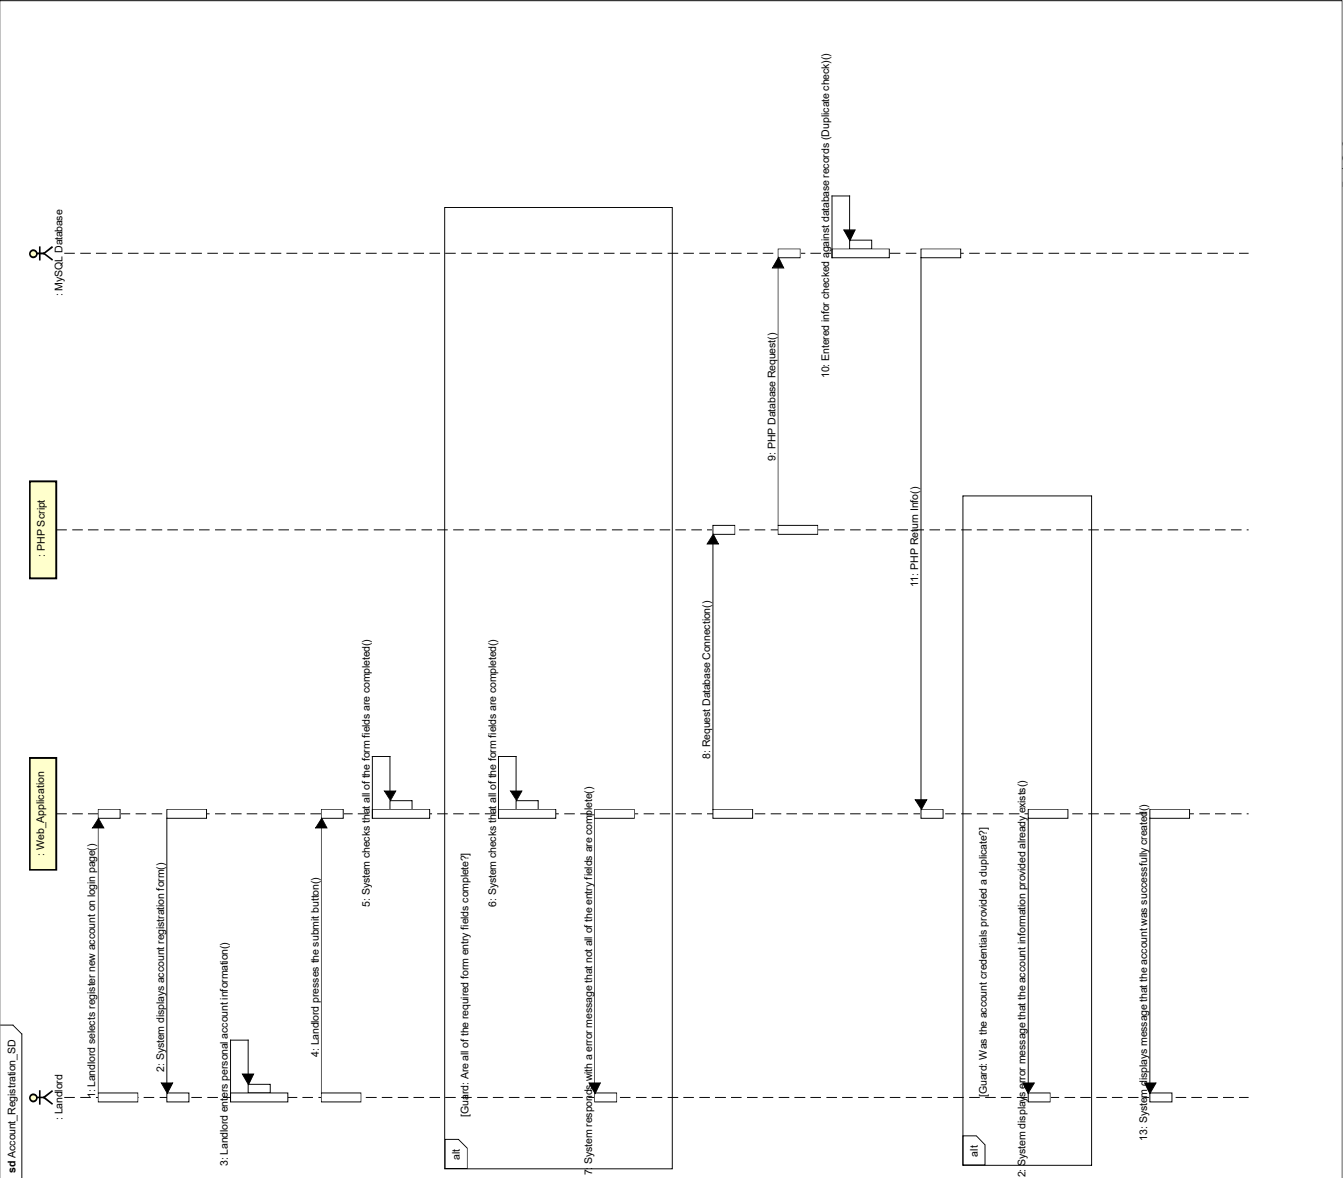 sd Account_Registration_SD
: Landlord
: Web_Application
: PHP Script
: MySQL Database
1: Landlord selects register new account on login page()
2: System displays account registration form()
3: Landlord enters personal account information()
4: Landlord presses the submit button()
5: System checks that all of the form fields are completed()
alt
[Guard: Are all of the required form entry fields complete?]
6: System checks that all of the form fields are completed()
7: System responds with a error message that not all of the entry fields are complete()
8: Request Database Connection()
9: PHP Database Request()
10: Entered infor checked against database records (Duplicate check)()
11: PHP Return Info()
alt
[Guard: Was the account credentials provided a duplicate?]
2: System displays error message that the account information provided already exists()
13: System displays message that the account was successfully created()